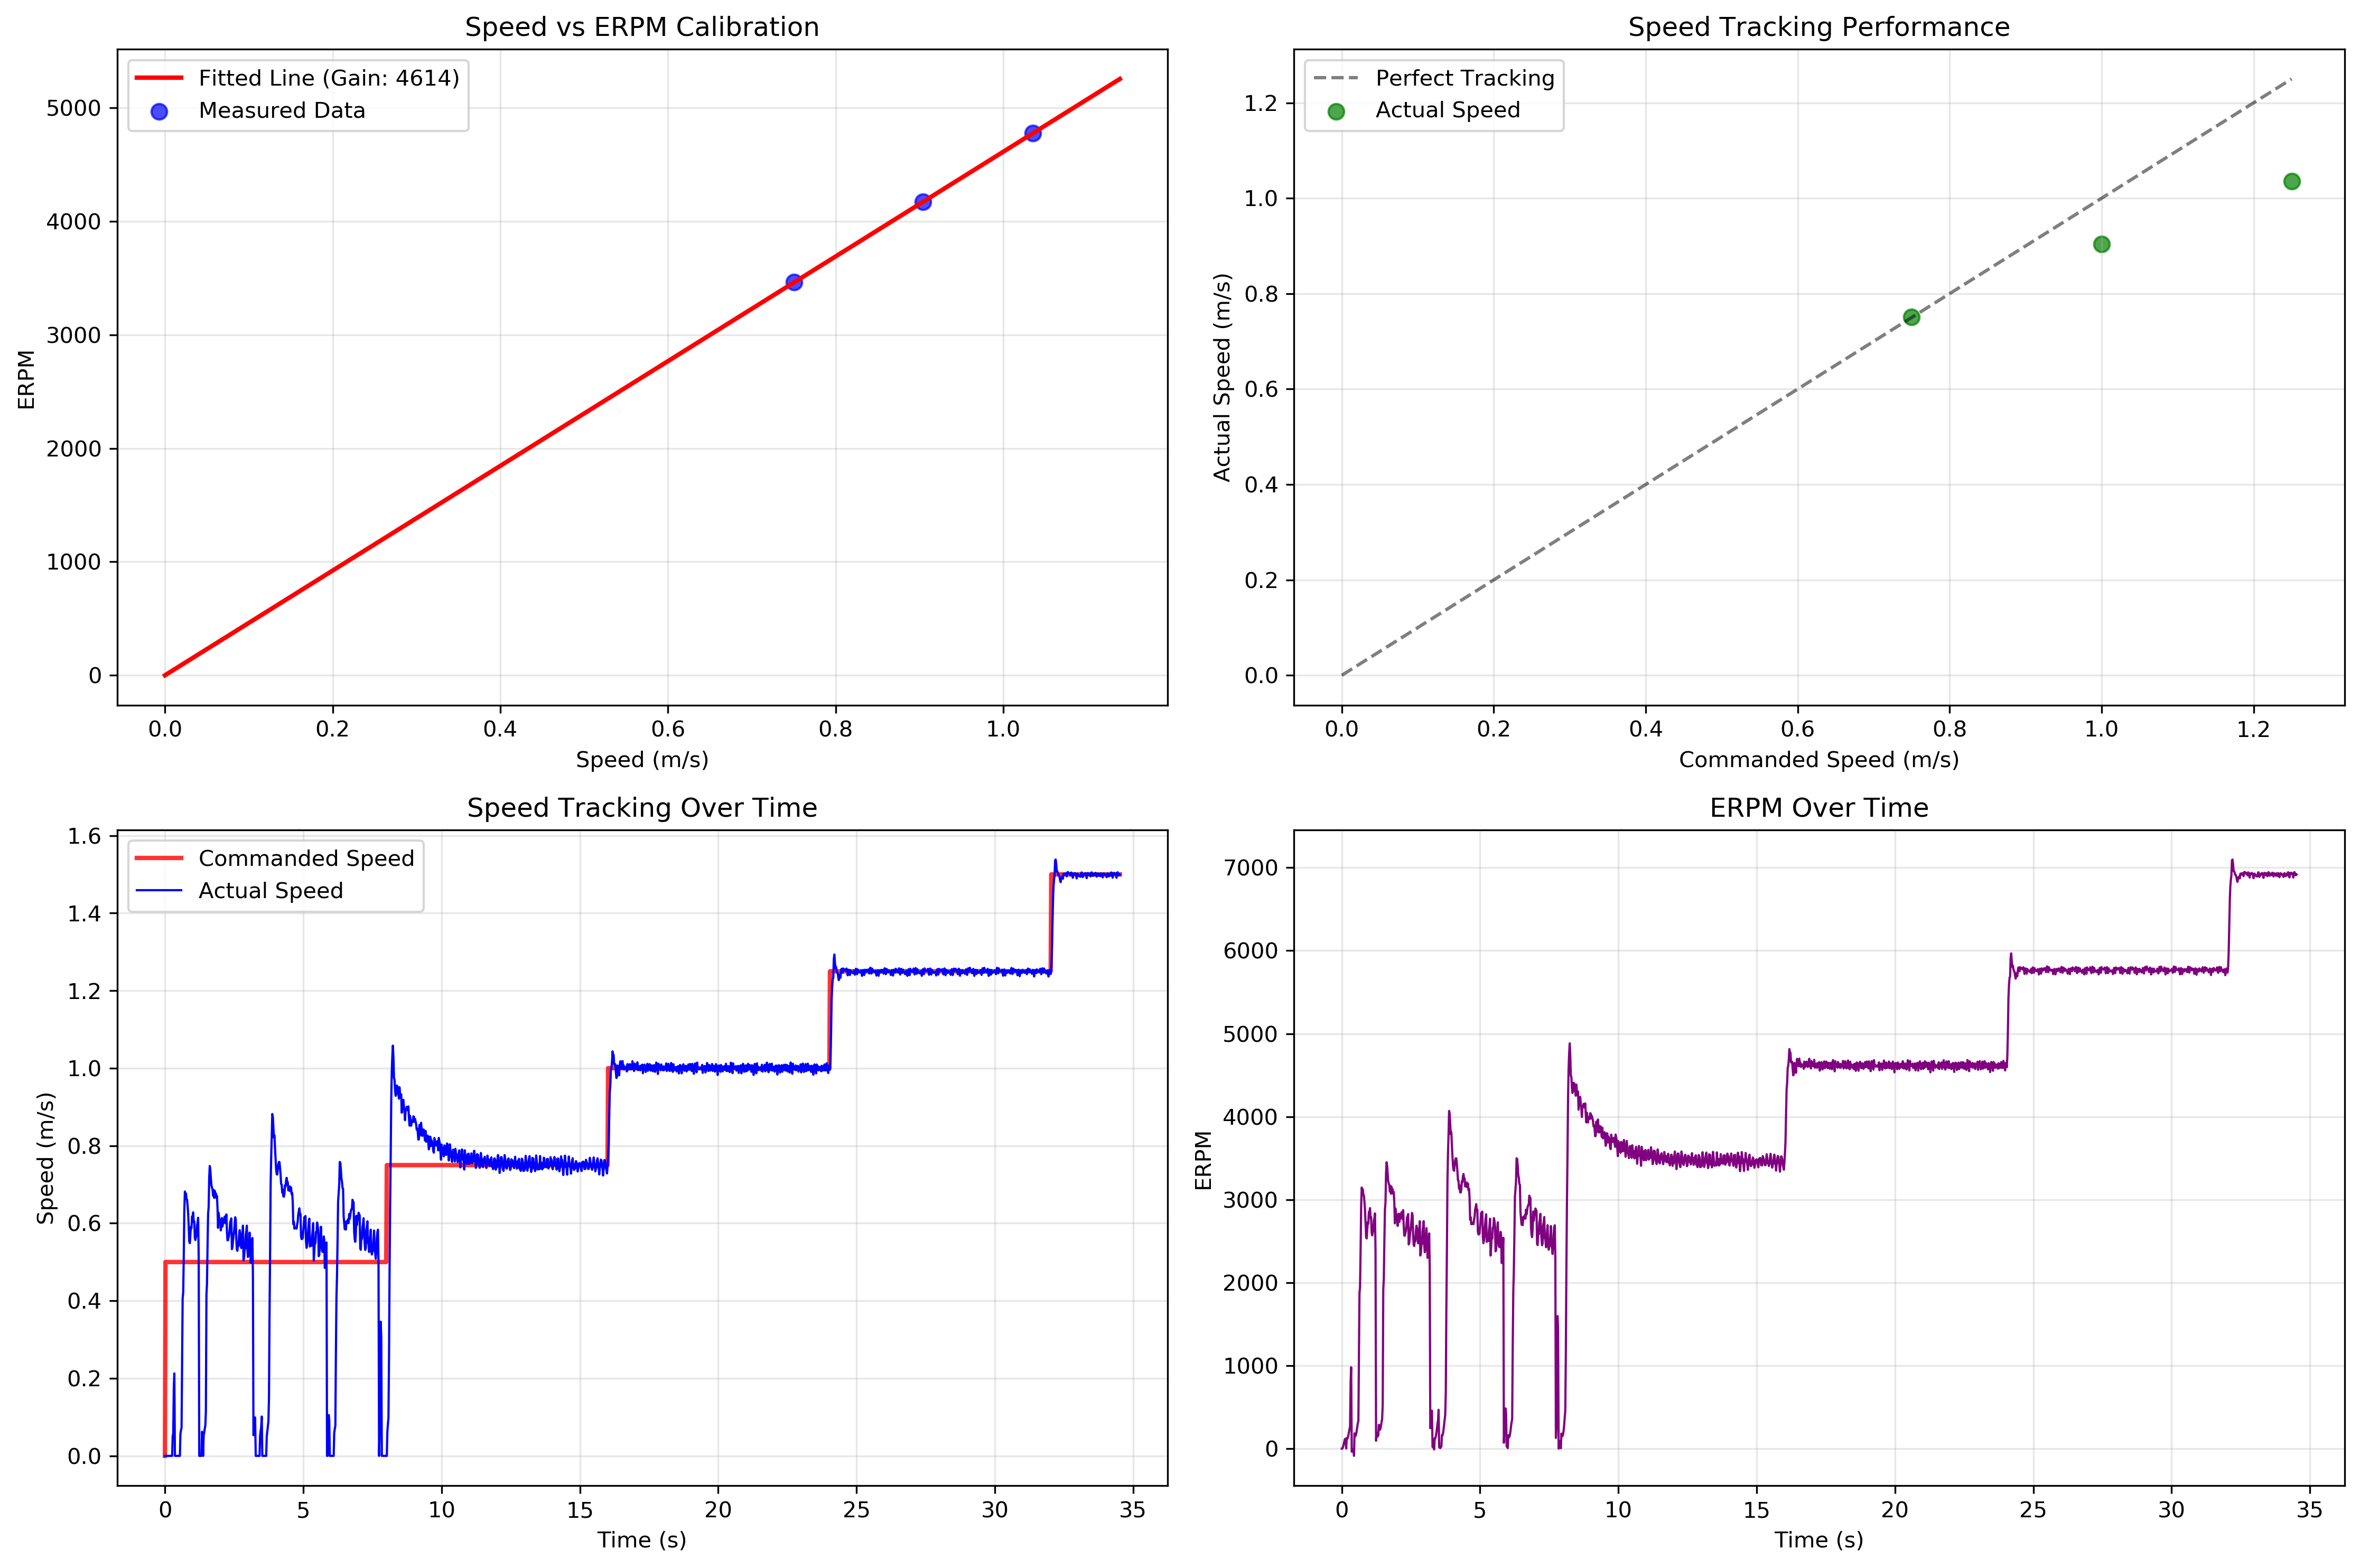 Speed vs ERPM Calibration
Fitted Line (Gain: 4614)
Measured Data
5000
4000
3000
2000
1000
0
ERPM
0.0 0.2 0.4 0.6 0.8 1.0
Speed (m/s)
Speed Tracking Performance
Perfect Tracking
Actual Speed
1.2
1.0
0.8
0.6
0.4
0.2
0.0
Actual Speed (m/s)
0.0 0.2 0.4 0.6 0.8 1.0 1.2
Commanded Speed (m/s)
Speed Tracking Over Time
Commanded Speed
Actual Speed
1.6
1.4
1.2
1.0
0.8
0.6
0.4
0.2
0.0
Speed (m/s)
0 5 10 15 20 25 30 35
Time (s)
ERPM Over Time
7000
6000
5000
4000
3000
2000
1000
0
ERPM
0 5 10 15 20 25 30 35
Time (s)